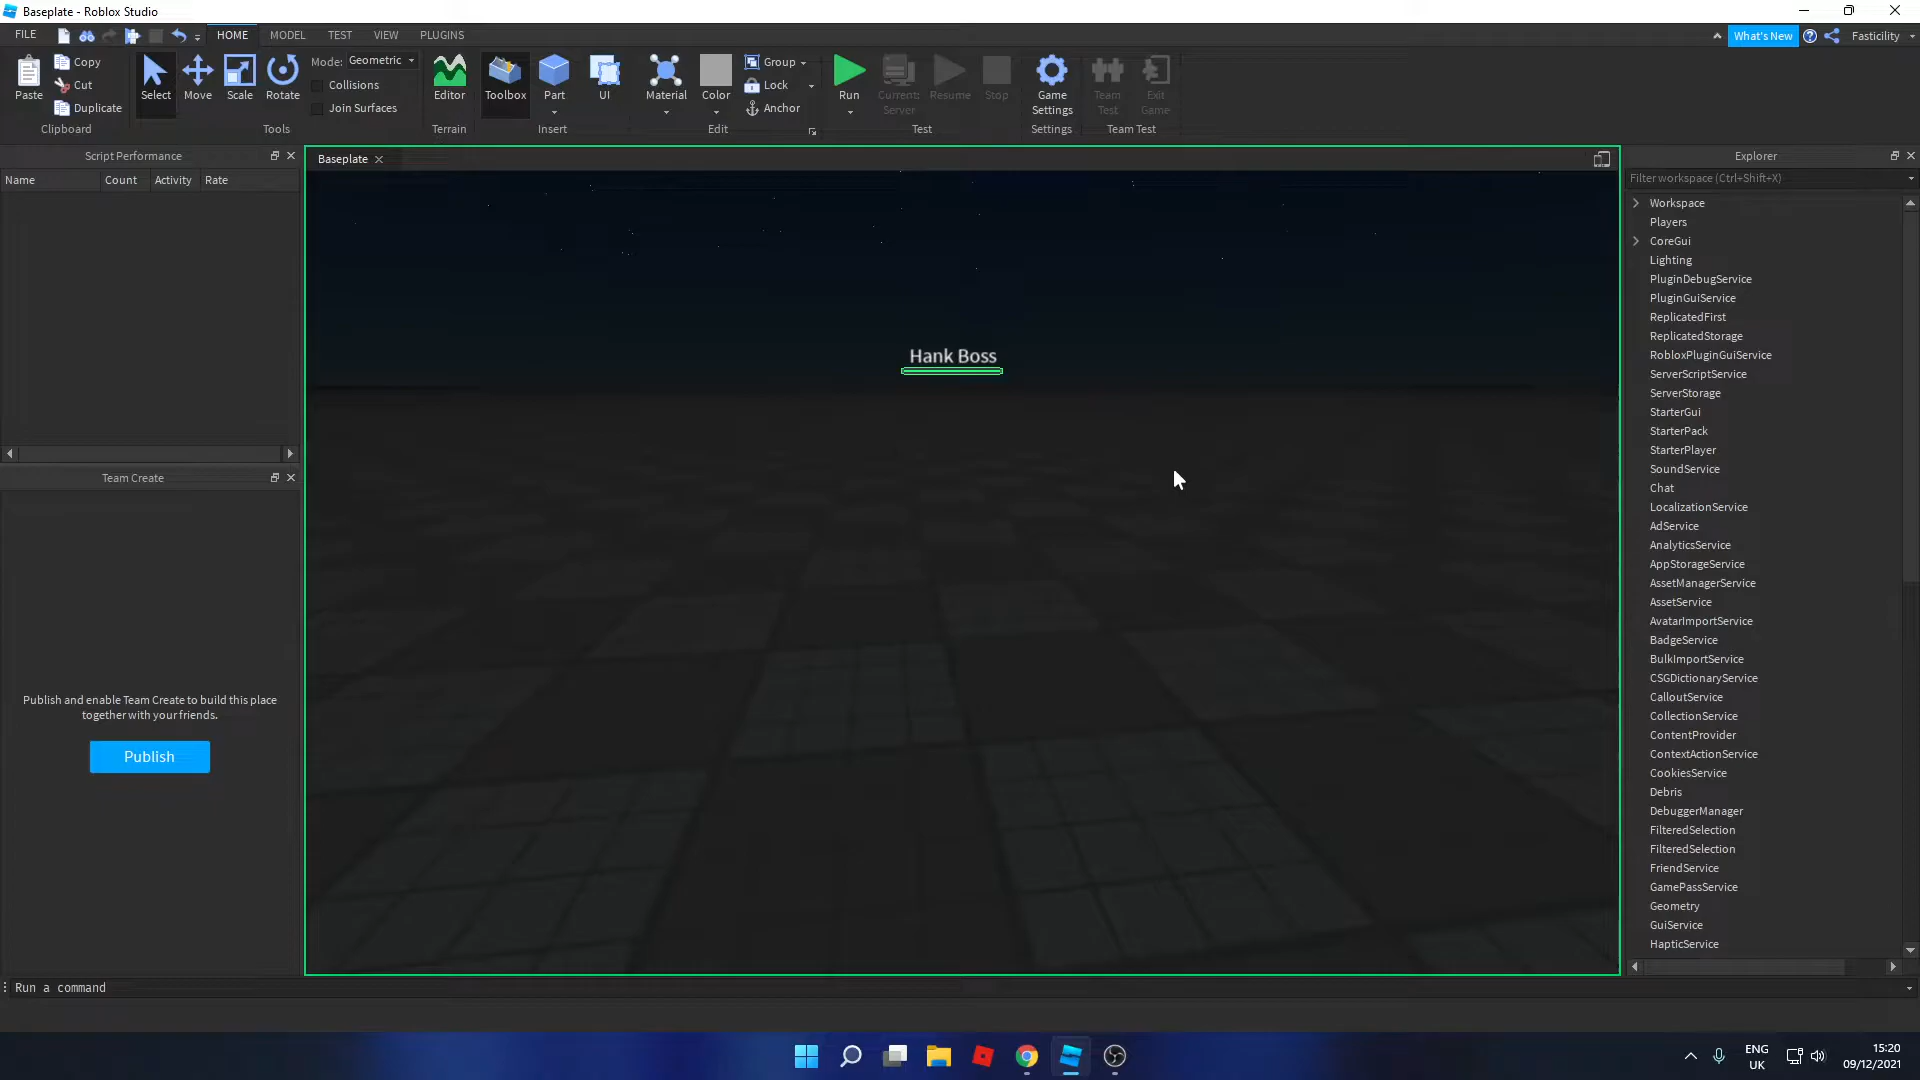 Baseplate - Roblox Studio
FILE
HOME
MODEL
TEST
VIEW
PLUGINS
What's New
Fasticility
Paste
Copy
Cut
Duplicate
Clipboard
Select
Move
Scale
Rotate
Mode: Geometric
Collisions
Join Surfaces
Tools
Editor
Terrain
Toolbox
Part
UI
Insert
Material
Color
Group
Lock
Anchor
Edit
Run
Current: Server
Resume
Stop
Test
Game Settings
Settings
Team Test
Exit Game
Team Test
Script Performance
Name Count Activity Rate
Team Create
Publish and enable Team Create to build this place
together with your friends.
Publish
Baseplate
Hank Boss
Explorer
Filter workspace (Ctrl+Shift+X)
Workspace
Players
CoreGui
Lighting
PluginDebugService
PluginGuiService
ReplicatedFirst
ReplicatedStorage
RobloxPluginGuiService
ServerScriptService
ServerStorage
StarterGui
StarterPack
StarterPlayer
SoundService
Chat
LocalizationService
AdService
AnalyticsService
AppStorageService
AssetManagerService
AssetService
AvatarImportService
BadgeService
BulkImportService
CSGDictionaryService
CalloutService
CollectionService
ContentProvider
ContextActionService
CookiesService
Debris
DebuggerManager
FilteredSelection
FilteredSelection
FriendService
GamePassService
Geometry
GuiService
HapticService
Run a command
ENG
UK
15:20
09/12/2021